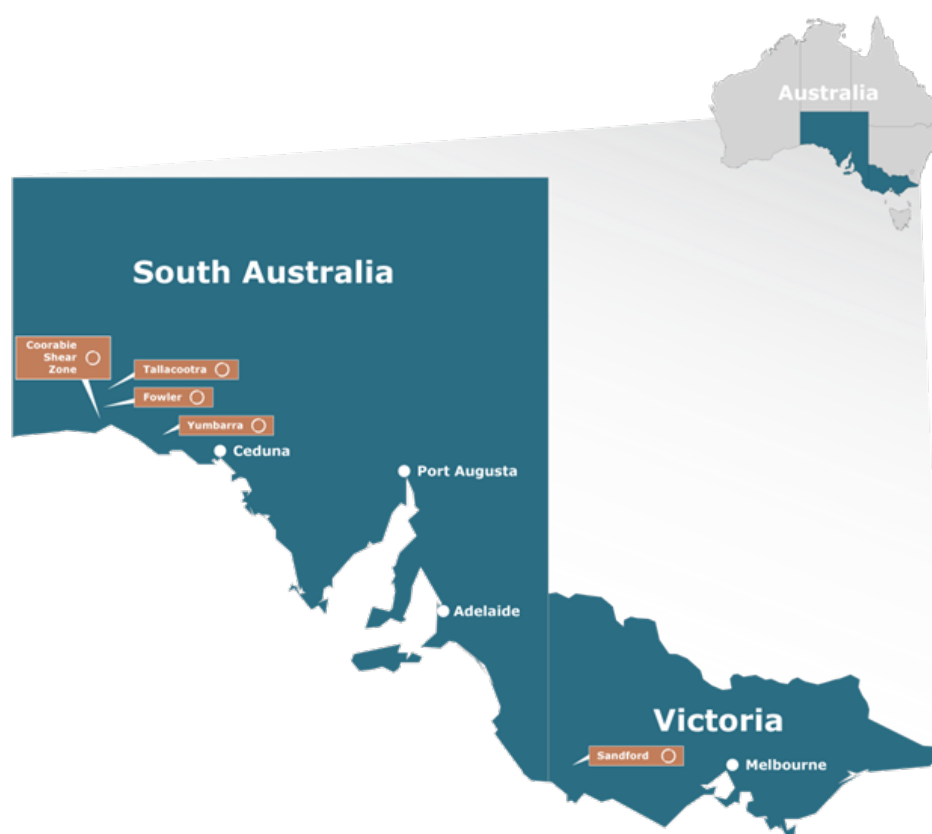 Australia
South Australia
Coorabie
Shear
Zone
Tallacootra
Fowler
Yumbarra
Ceduna
Port Augusta
Adelaide
Victoria
Sandford
Melbourne